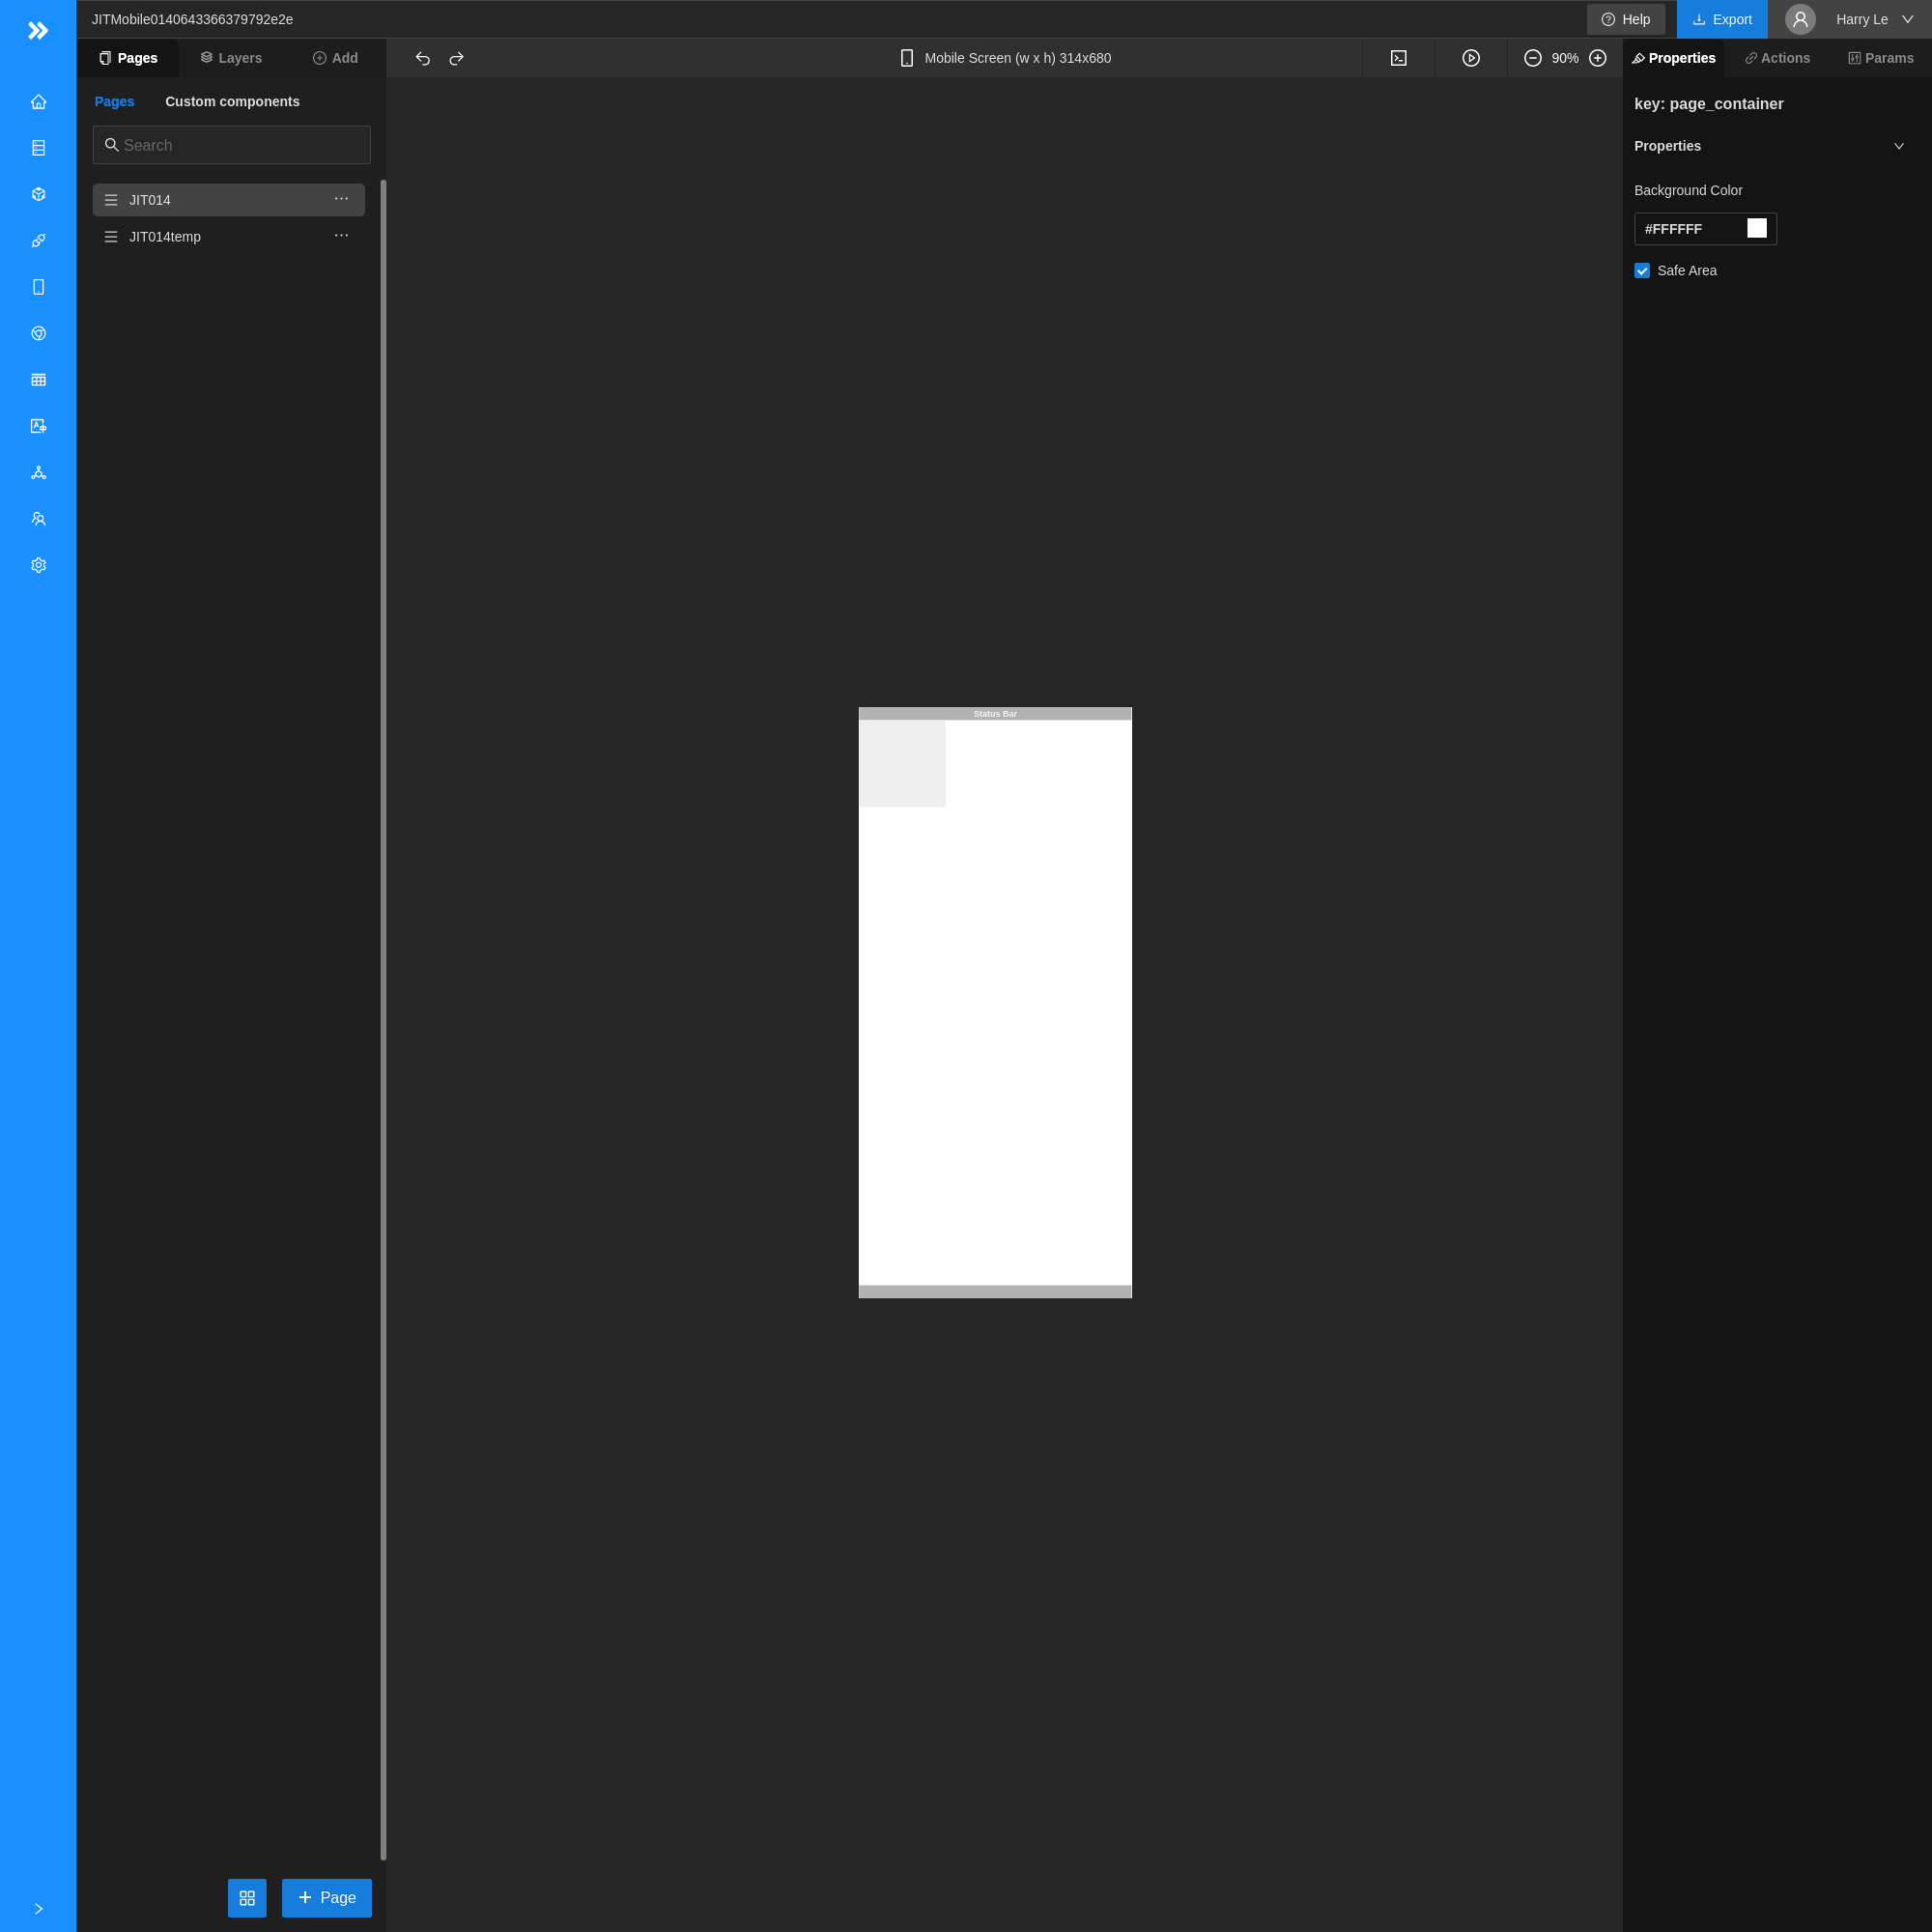 JITMobile0140643366379792e2e
Help
Export
Harry Le
Pages
Layers
Add
Mobile Screen (w x h) 314x680
90%
Properties
Actions
Params
Pages
Custom components
Search
JIT014
JIT014temp
key: page_container
Properties
Background Color
#FFFFFF
Safe Area
Status Bar
Page